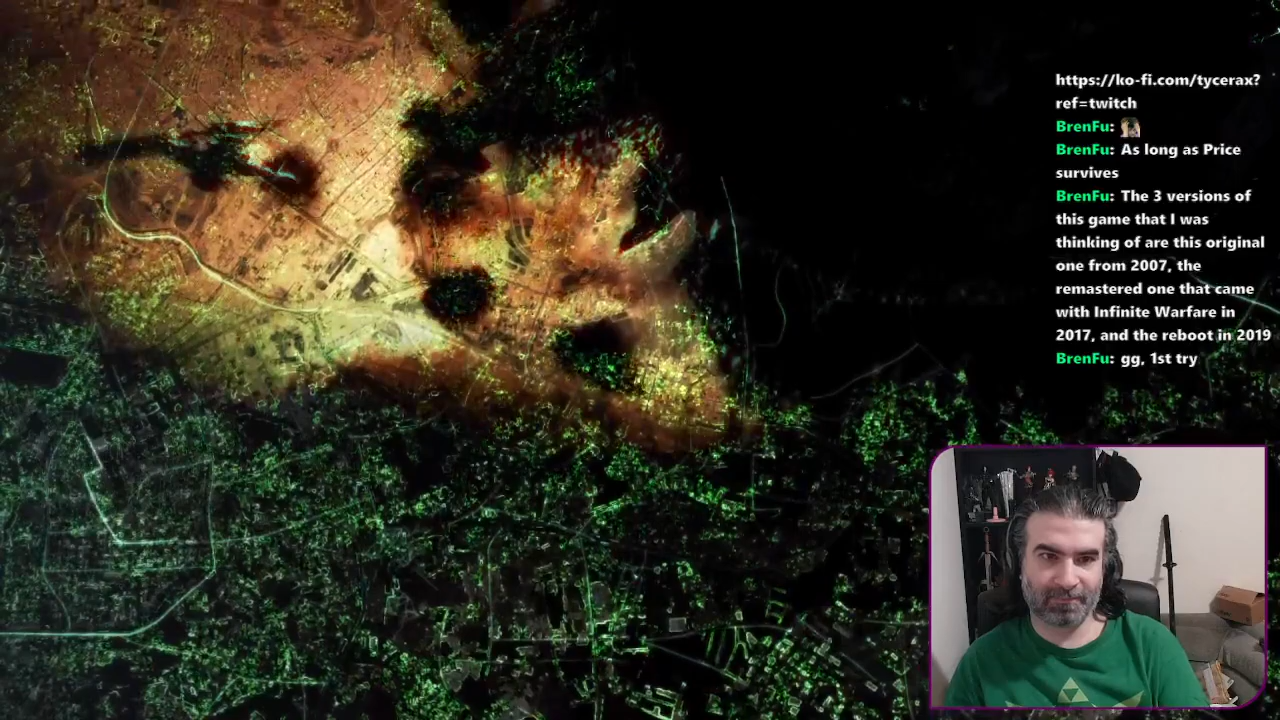 https://ko-fi.com/tycerax?
ref=twitch
BrenFu:
BrenFu: As long as Price
survives
BrenFu: The 3 versions of
this game that I was
thinking of are this original
one from 2007, the
remastered one that came
with Infinite Warfare in
2017, and the reboot in 2019
BrenFu: gg, 1st try